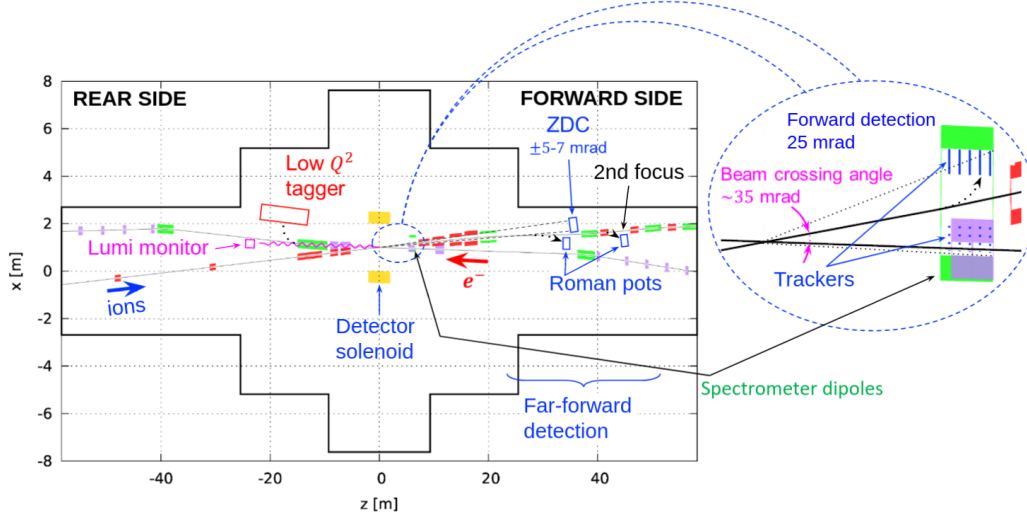 REAR SIDE
FORWARD SIDE
ZDC
±5-7 mrad
2nd focus
Low Q²
tagger
Lumi monitor
ions
e⁻
Roman pots
Detector
solenoid
Far-forward
detection
Forward detection
25 mrad
Beam crossing angle
~35 mrad
Trackers
Spectrometer dipoles
x [m]
8
6
4
2
0
-2
-4
-6
-8
-40
-20
0
20
40
z [m]